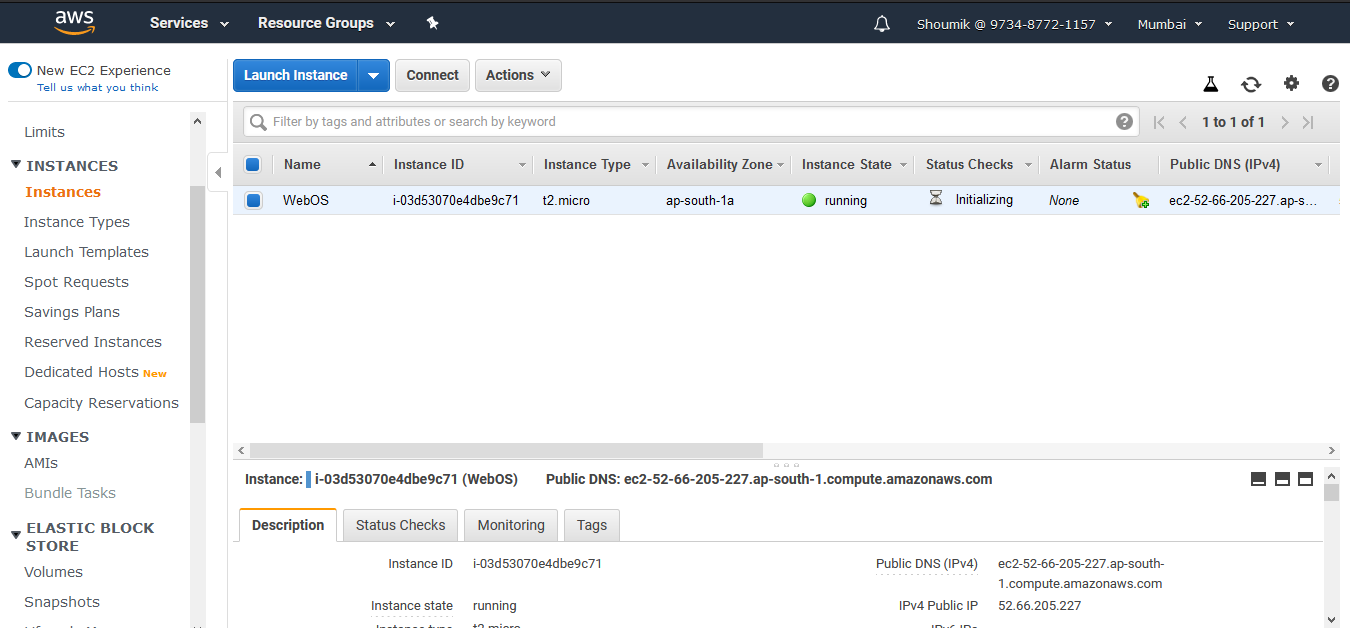 aws Services Resource Groups Shoumik @ 9734-8772-1157 Mumbai Support
New EC2 Experience
Tell us what you think
Limits
INSTANCES
Instances
Instance Types
Launch Templates
Spot Requests
Savings Plans
Reserved Instances
Dedicated Hosts New
Capacity Reservations
IMAGES
AMIs
Bundle Tasks
ELASTIC BLOCK
STORE
Volumes
Snapshots
Launch Instance Connect Actions
Filter by tags and attributes or search by keyword 1 to 1 of 1
Name Instance ID Instance Type Availability Zone Instance State Status Checks Alarm Status Public DNS (IPv4)
WebOS i-03d53070e4dbe9c71 t2.micro ap-south-1a running Initializing None ec2-52-66-205-227.ap-s...
Instance: i-03d53070e4dbe9c71 (WebOS) Public DNS: ec2-52-66-205-227.ap-south-1.compute.amazonaws.com
Description Status Checks Monitoring Tags
Instance ID i-03d53070e4dbe9c71 Public DNS (IPv4) ec2-52-66-205-227.ap-south-
1.compute.amazonaws.com
Instance state running IPv4 Public IP 52.66.205.227
Instance type t2.micro IPv6 IPs